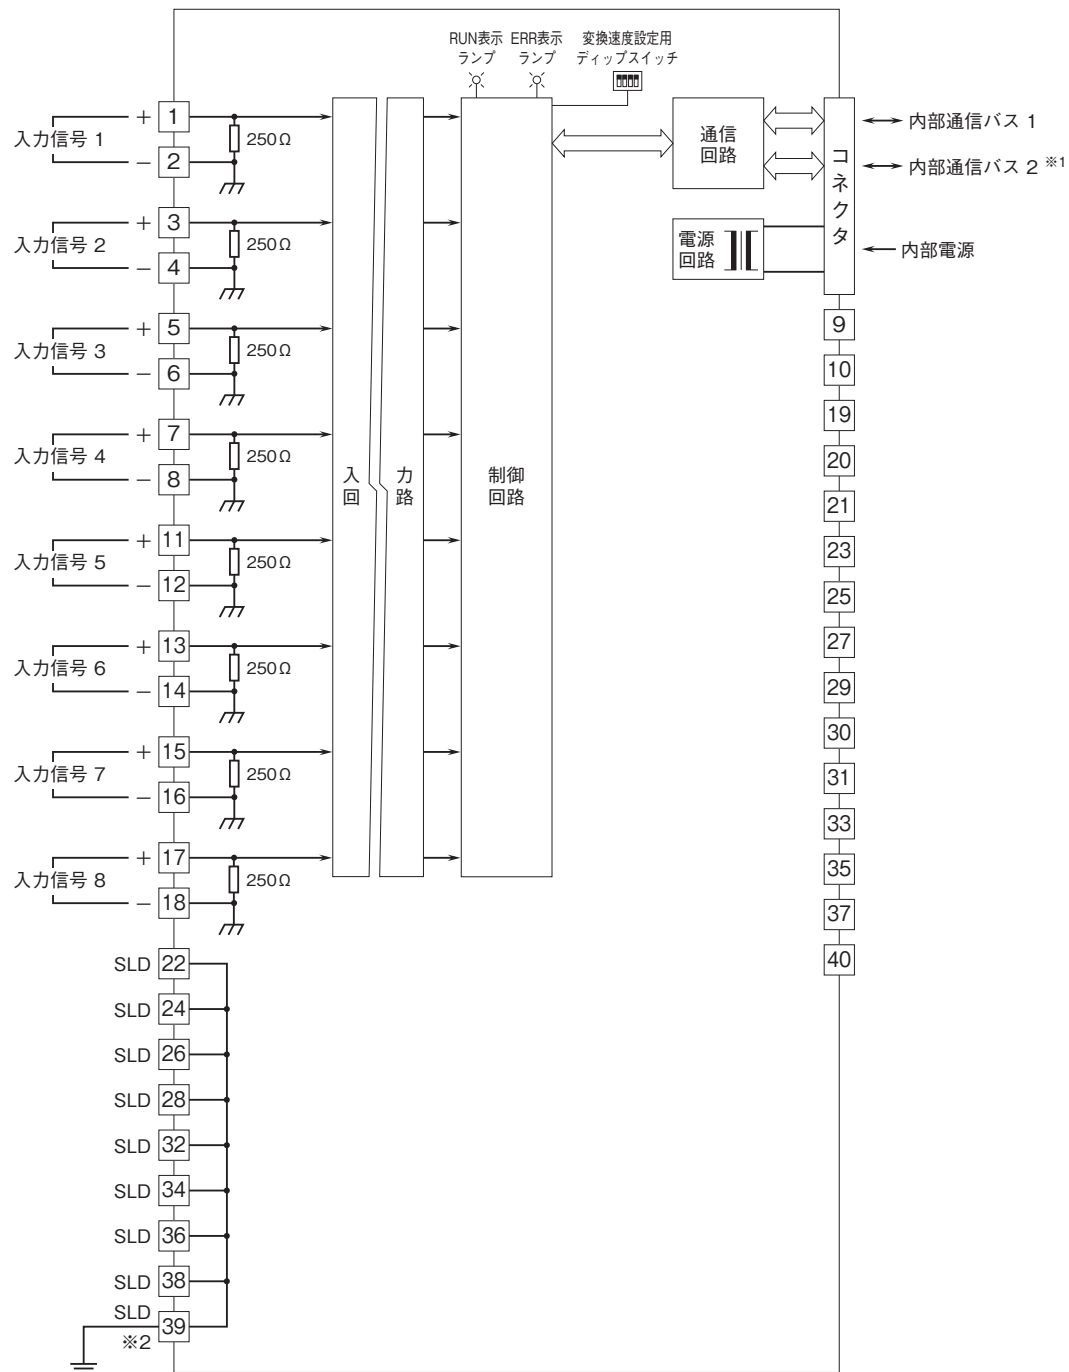 RUN表示
ランプ
ERR表示
ランプ
変換速度設定用
ディップスイッチ
入力信号 1
+ 1
− 2
250Ω
入力信号 2
+ 3
− 4
250Ω
入力信号 3
+ 5
− 6
250Ω
入力信号 4
+ 7
− 8
250Ω
入力信号 5
+ 11
− 12
250Ω
入力信号 6
+ 13
− 14
250Ω
入力信号 7
+ 15
− 16
250Ω
入力信号 8
+ 17
− 18
250Ω
入 力
回 路
制御
回路
通信
回路
電源
回路
コネクタ
内部通信バス 1
内部通信バス 2 ※1
内部電源
9
10
19
20
21
23
25
27
29
30
31
33
35
37
40
SLD 22
SLD 24
SLD 26
SLD 28
SLD 32
SLD 34
SLD 36
SLD 38
SLD 39
※2